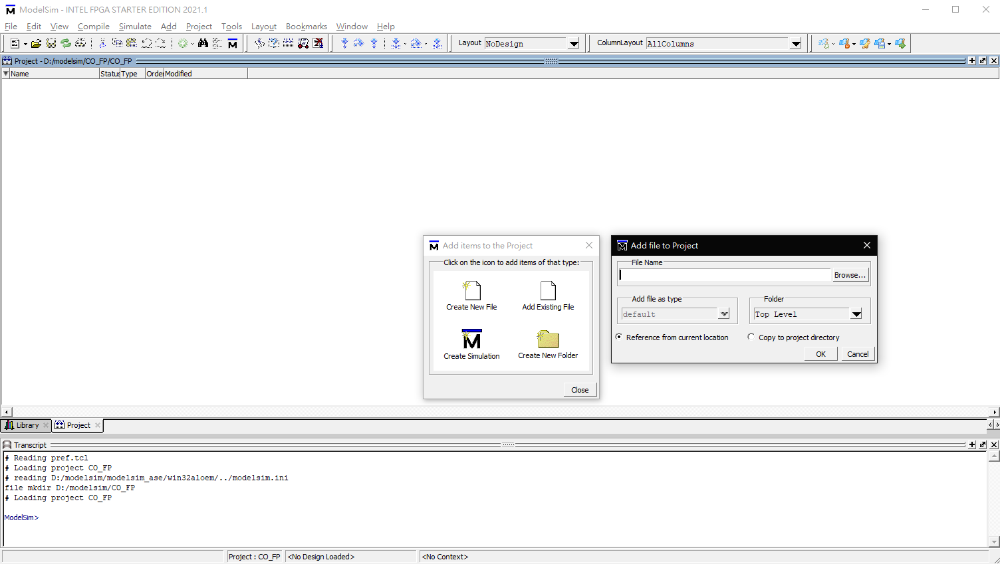 ModelSim - INTEL FPGA STARTER EDITION 2021.1
File Edit View Compile Simulate Add Project Tools Layout Bookmarks Window Help
Layout NoDesign ColumnLayout AllColumns
Project - D:/modelsim/CO_FP/CO_FP
Name Status Type Order Modified
Add items to the Project
Click on the icon to add items of that type:
Create New File Add Existing File
Create Simulation Create New Folder
Close
Add file to Project
File Name
Browse...
Add file as type Folder
default Top Level
Reference from current location Copy to project directory
OK Cancel
Library Project
Transcript
# Reading pref.tcl
# Loading project CO_FP
# reading D:/modelsim/modelsim_ase/win32aloem/../modelsim.ini
file mkdir D:/modelsim/CO_FP
# Loading project CO_FP
ModelSim>
Project : CO_FP <No Design Loaded> <No Context>